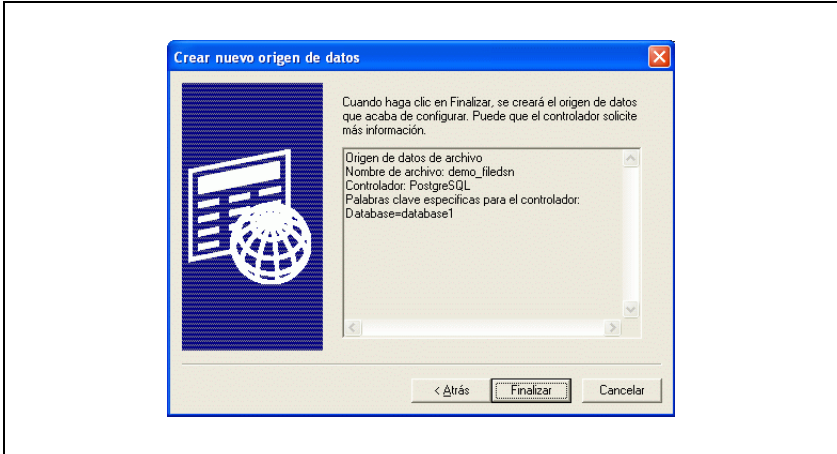 Crear nuevo origen de datos
Cuando haga clic en Finalizar, se creará el origen de datos
que acaba de configurar. Puede que el controlador solicite
más información.
Origen de datos de archivo
Nombre de archivo: demo_filedsn
Controlador: PostgreSQL
Palabras clave especificas para el controlador:
Database=database1
< Atrás
Finalizar
Cancelar